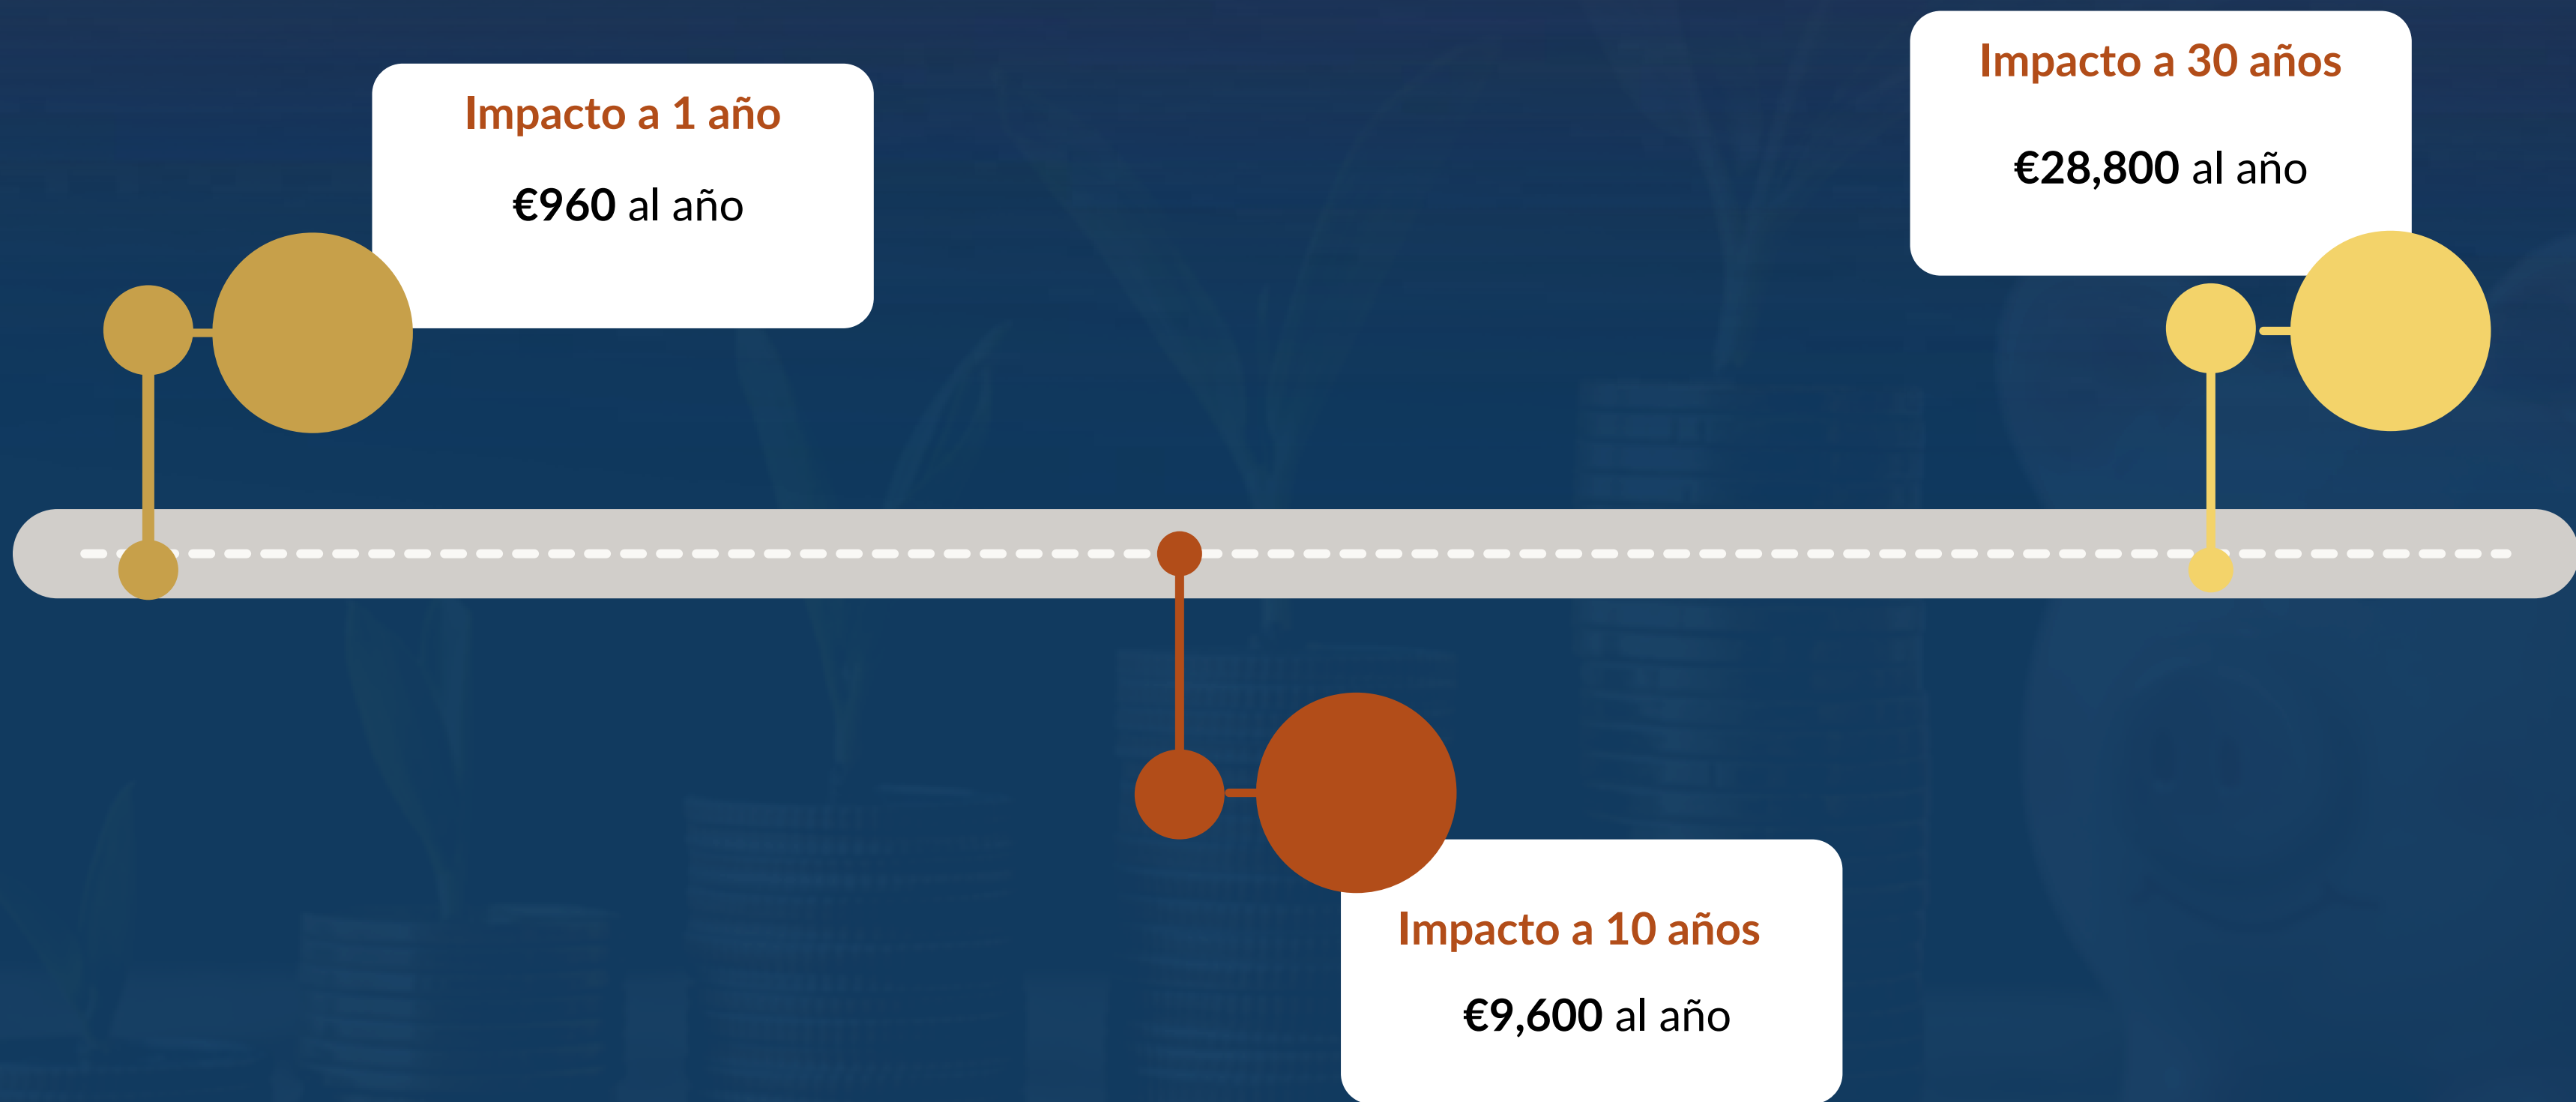 Impacto a 1 año
€960 al año
Impacto a 10 años
€9,600 al año
Impacto a 30 años
€28,800 al año